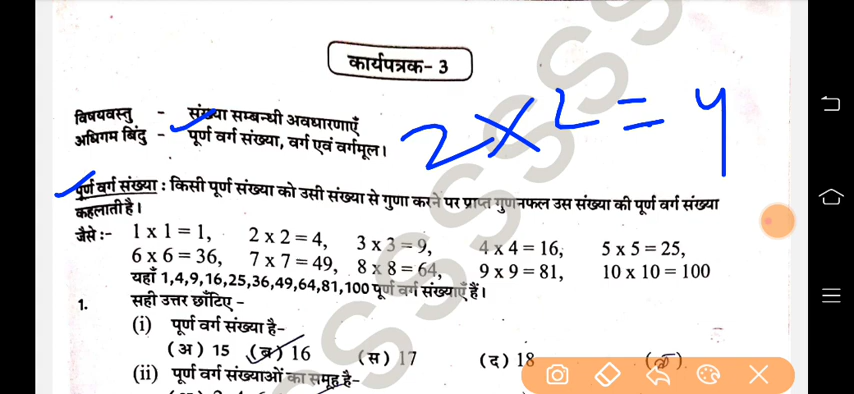 कार्यपत्रक- 3
विषयवस्तु - संख्या सम्बन्धी अवधारणाएँ
अधिगम बिंदु - पूर्ण वर्ग संख्या, वर्ग एवं वर्गमूल।
2 x 2 = 4
पूर्ण वर्ग संख्या : किसी पूर्ण संख्या को उसी संख्या से गुणा करने पर प्राप्त गुणनफल उस संख्या की पूर्ण वर्ग संख्या
कहलाती है।
जैसे :- 1 x 1 = 1, 2 x 2 = 4, 3 x 3 = 9, 4 x 4 = 16, 5 x 5 = 25,
6 x 6 = 36, 7 x 7 = 49, 8 x 8 = 64, 9 x 9 = 81, 10 x 10 = 100
यहाँ 1,4,9,16,25,36,49,64,81,100 पूर्ण वर्ग संख्याएँ हैं।
1. सही उत्तर छाँटिए -
(i) पूर्ण वर्ग संख्या है-
(अ) 15 (ब) 16 (स) 17 (द) 18 (ब)
(ii) पूर्ण वर्ग संख्याओं का समूह है-